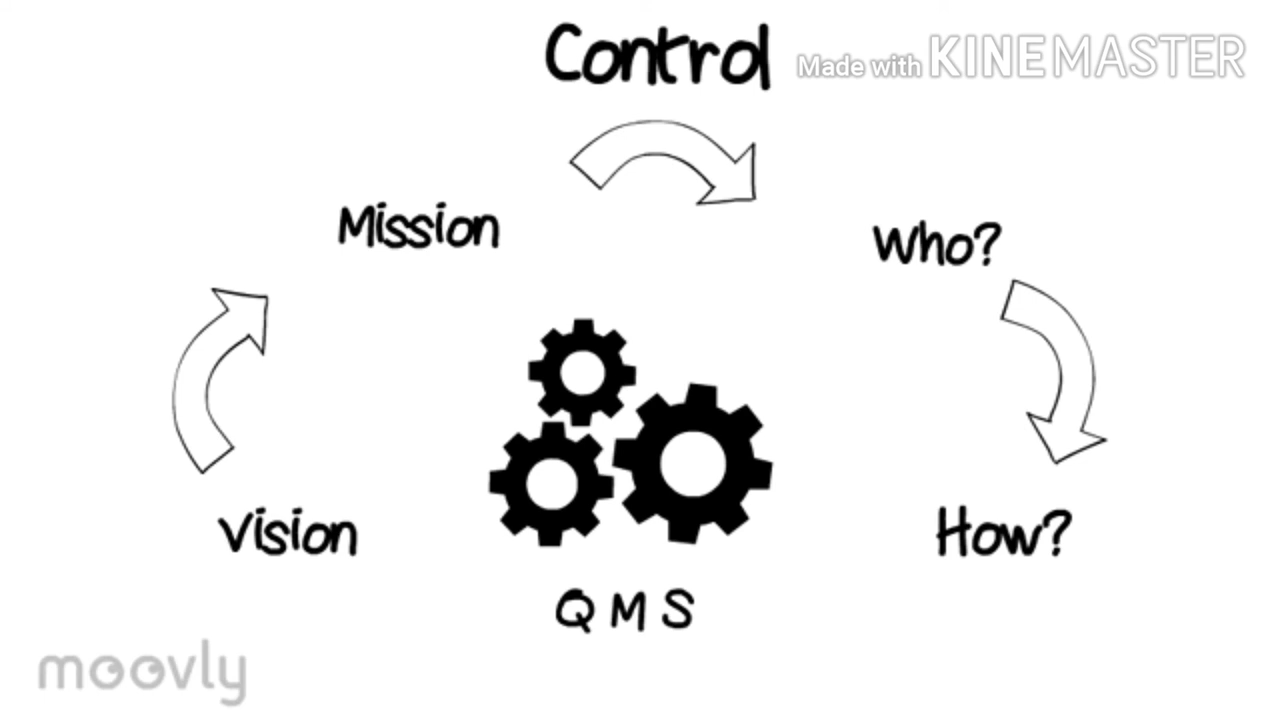 Control
Made with KINEMASTER
Mission
Who?
Vision
How?
Q M S
moovly